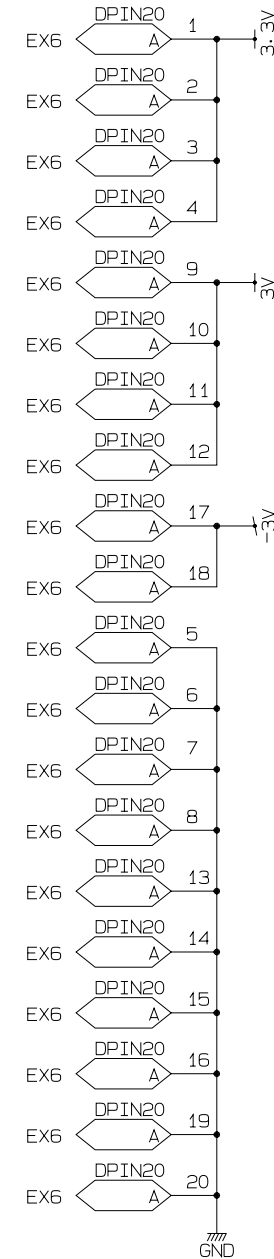 DPIN20
EX6 A 1
3.3V
DPIN20
EX6 A 2
DPIN20
EX6 A 3
DPIN20
EX6 A 4
DPIN20
EX6 A 9
3V
DPIN20
EX6 A 10
DPIN20
EX6 A 11
DPIN20
EX6 A 12
DPIN20
EX6 A 17
-3V
DPIN20
EX6 A 18
DPIN20
EX6 A 5
DPIN20
EX6 A 6
DPIN20
EX6 A 7
DPIN20
EX6 A 8
DPIN20
EX6 A 13
DPIN20
EX6 A 14
DPIN20
EX6 A 15
DPIN20
EX6 A 16
DPIN20
EX6 A 19
DPIN20
EX6 A 20
GND